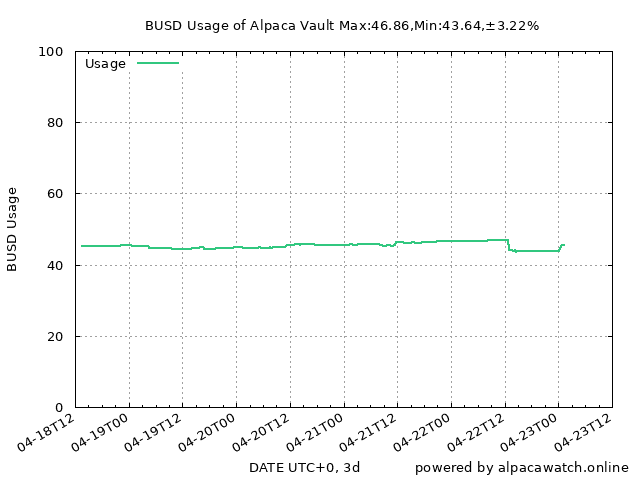 BUSD Usage of Alpaca Vault Max:46.86,Min:43.64,±3.22%
Usage
BUSD Usage
100
80
60
40
20
0
04-18T12
04-19T00
04-19T12
04-20T00
04-20T12
04-21T00
04-21T12
04-22T00
04-22T12
04-23T00
04-23T12
DATE UTC+0, 3d
powered by alpacawatch.online